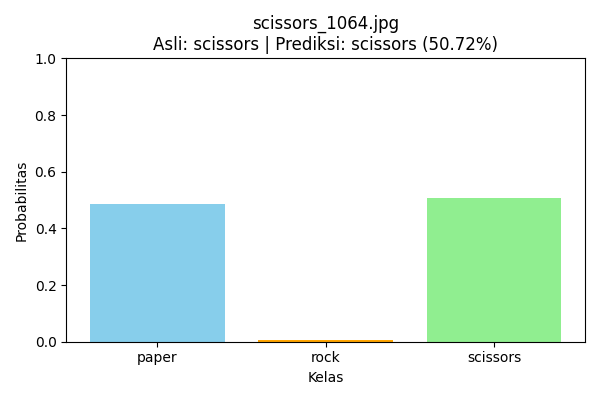 scissors_1064.jpg
Asli: scissors | Prediksi: scissors (50.72%)
1.0
0.8
0.6
0.4
0.2
0.0
Probabilitas
paper
rock
scissors
Kelas